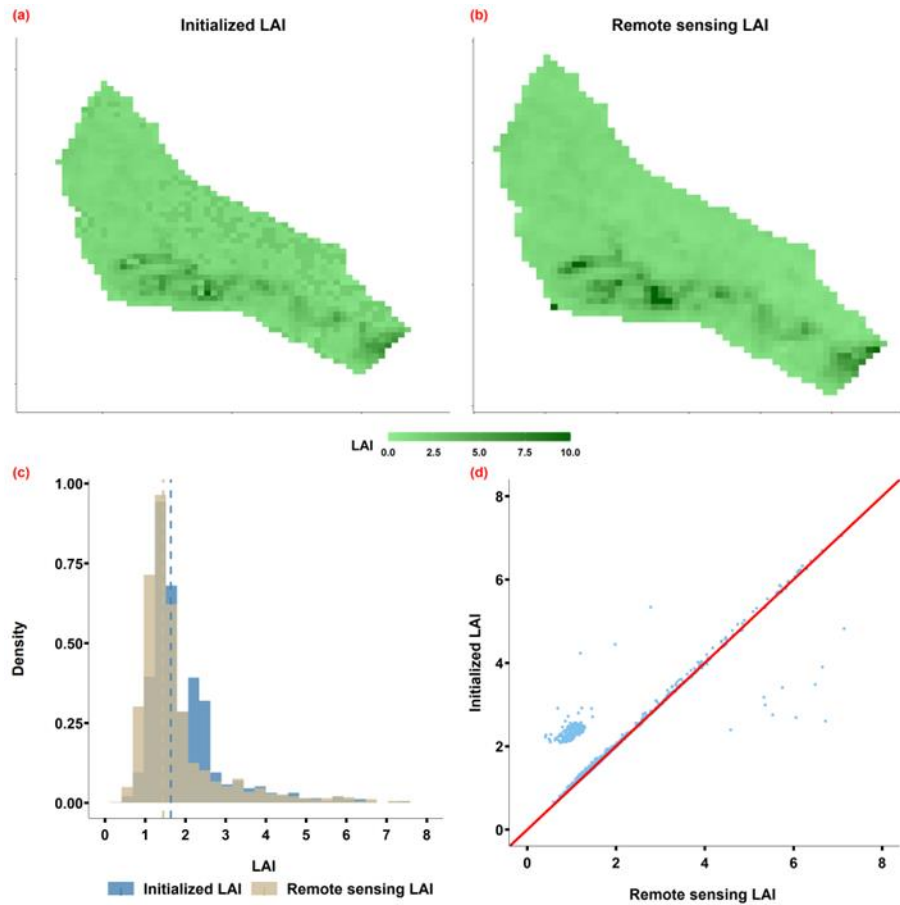 (a)
Initialized LAI
(b)
Remote sensing LAI
LAI
0.0 2.5 5.0 7.5 10.0
(c)
1.00
0.75
0.50
0.25
0.00
Density
0 1 2 3 4 5 6 7 8
LAI
Initialized LAI Remote sensing LAI
(d)
8
6
4
2
0
Initialized LAI
0 2 4 6 8
Remote sensing LAI